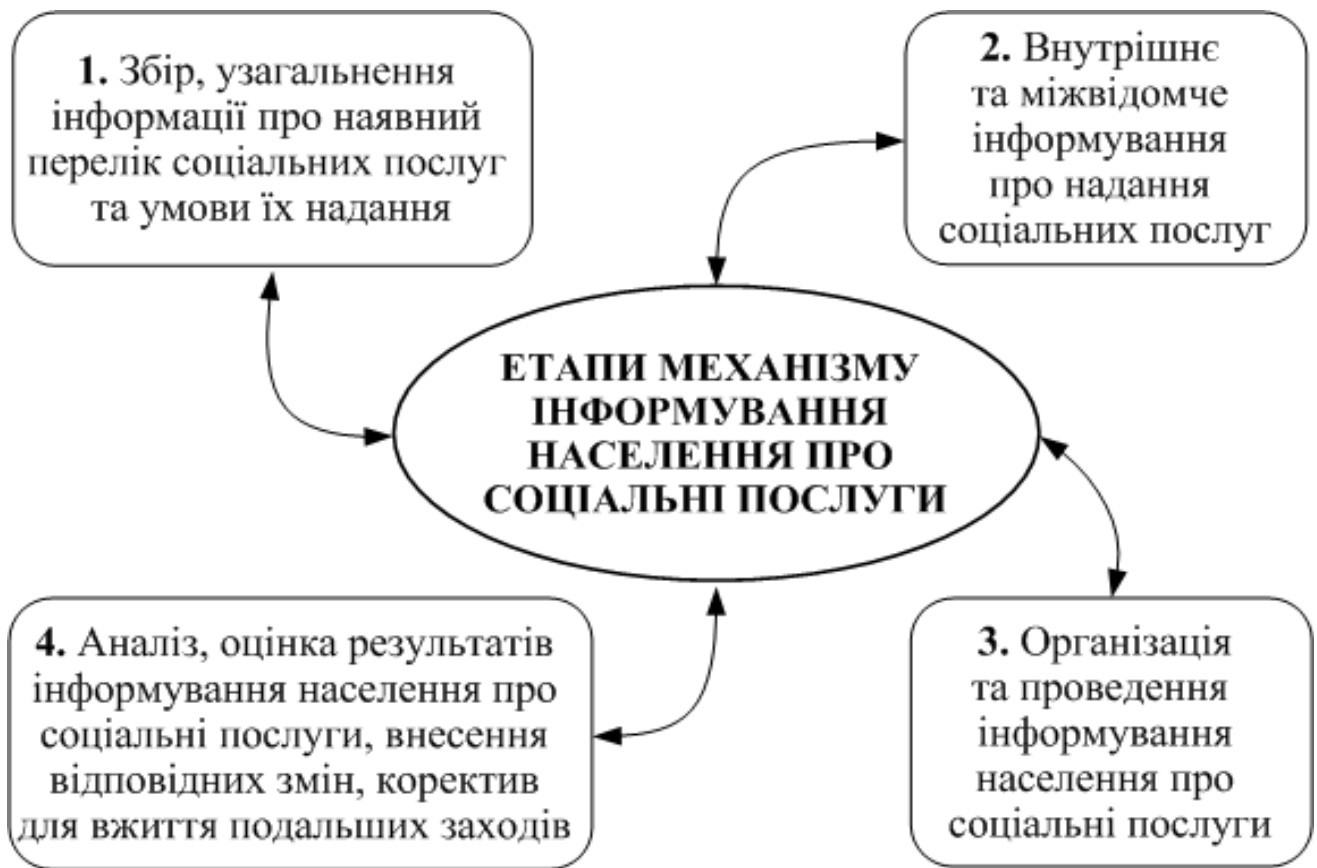 1. Збір, узагальнення
інформації про наявний
перелік соціальних послуг
та умови їх надання
2. Внутрішнє
та міжвідомче
інформування
про надання
соціальних послуг
ЕТАПИ МЕХАНІЗМУ
ІНФОРМУВАННЯ
НАСЕЛЕННЯ ПРО
СОЦІАЛЬНІ ПОСЛУГИ
3. Організація
та проведення
інформування
населення про
соціальні послуги
4. Аналіз, оцінка результатів
інформування населення про
соціальні послуги, внесення
відповідних змін, коректив
для вжиття подальших заходів